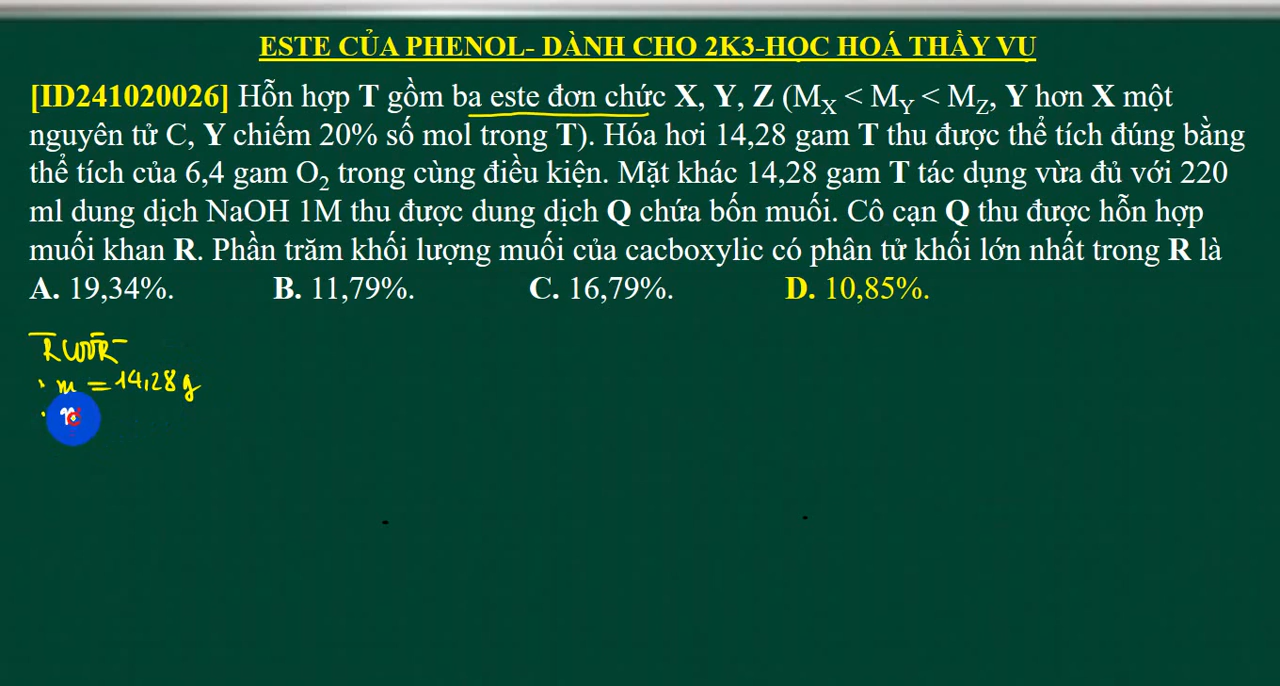 ESTE CỦA PHENOL- DÀNH CHO 2K3-HỌC HOÁ THẦY VỤ
[ID241020026] Hỗn hợp T gồm ba este đơn chức X, Y, Z (MX < MY < MZ, Y hơn X một
nguyên tử C, Y chiếm 20% số mol trong T). Hóa hơi 14,28 gam T thu được thể tích đúng bằng
thể tích của 6,4 gam O2 trong cùng điều kiện. Mặt khác 14,28 gam T tác dụng vừa đủ với 220
ml dung dịch NaOH 1M thu được dung dịch Q chứa bốn muối. Cô cạn Q thu được hỗn hợp
muối khan R. Phần trăm khối lượng muối của cacboxylic có phân tử khối lớn nhất trong R là
A. 19,34%. B. 11,79%. C. 16,79%. D. 10,85%.
RCOOR
m = 14,28 g